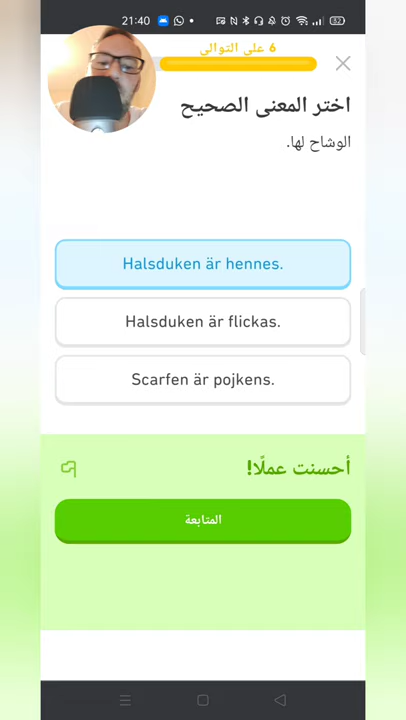 21:40
82
6 على التوالي
اختر المعنى الصحيح
الوشاح لها.
Halsduken är hennes.
Halsduken är flickas.
Scarfen är pojkens.
أحسنت عملًا!
المتابعة